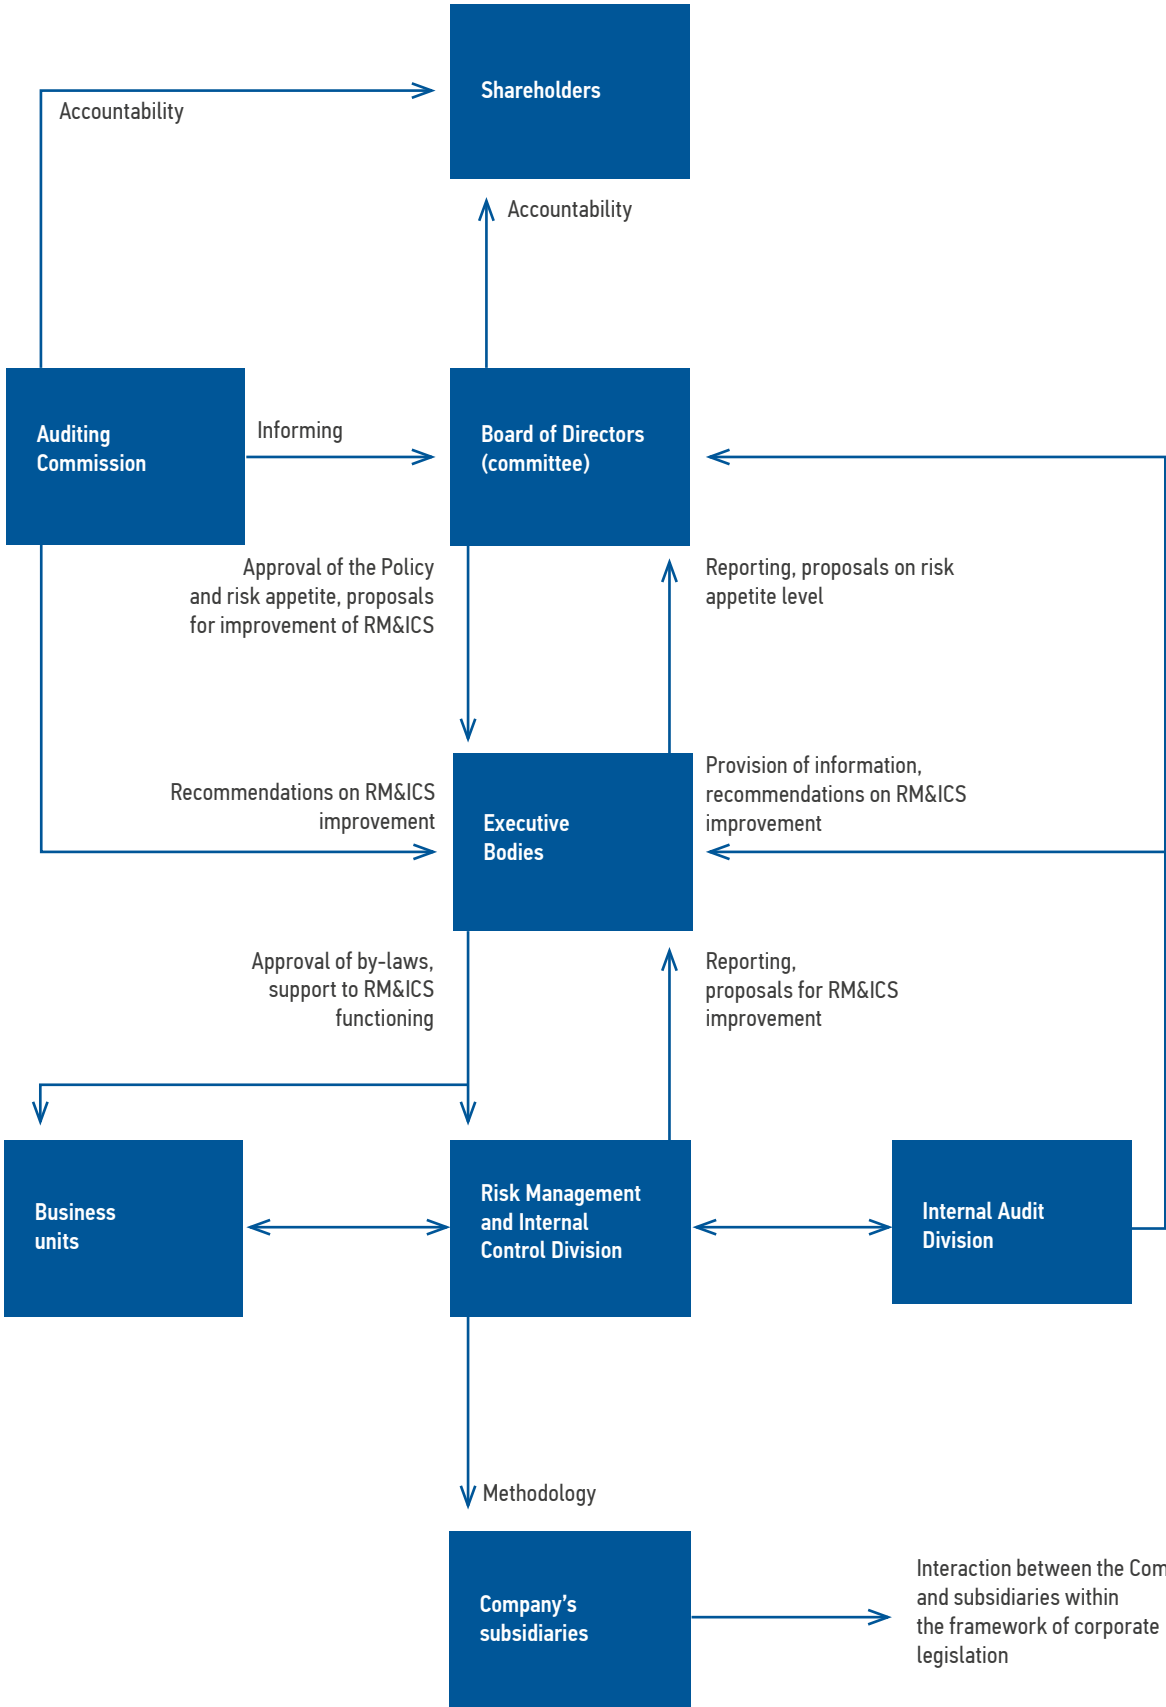 Shareholders
Accountability
Accountability
Auditing
Commission
Informing
Board of Directors
(committee)
Approval of the Policy
and risk appetite, proposals
for improvement of RM&ICS
Reporting, proposals on risk
appetite level
Recommendations on RM&ICS
improvement
Executive
Bodies
Provision of information,
recommendations on RM&ICS
improvement
Approval of by-laws,
support to RM&ICS
functioning
Reporting,
proposals for RM&ICS
improvement
Business
units
Risk Management
and Internal
Control Division
Internal Audit
Division
Methodology
Company's
subsidiaries
Interaction between the
and subsidiaries within
the framework of corporate
legislation